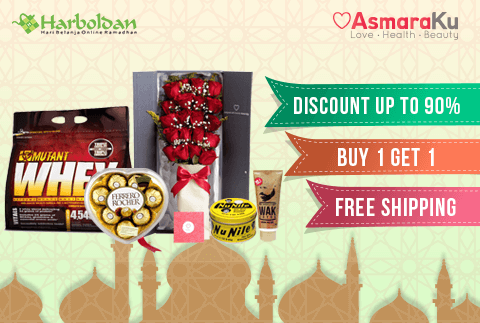 Harboldan
Hari Belanja Online Ramadhan
AsmaraKu
Love • Health • Beauty
DISCOUNT UP TO 90%
BUY 1 GET 1
FREE SHIPPING
MUTANT
WHEY
454
FERRERO
ROCHER
Nu Nile
WAK